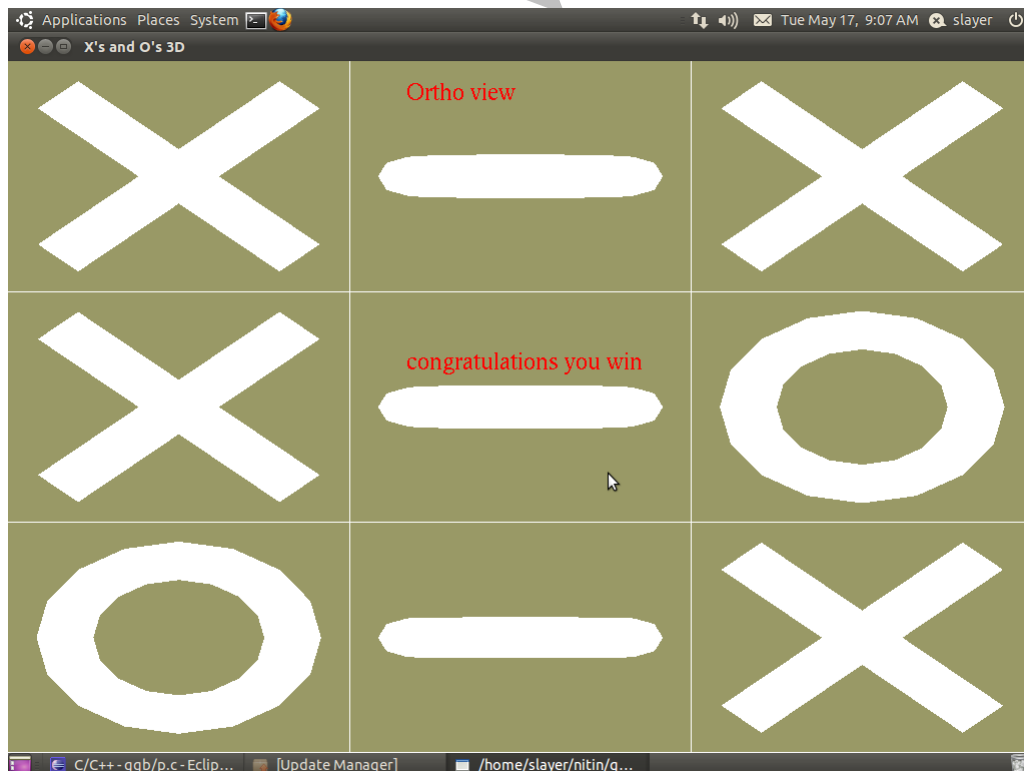 Applications Places System Tue May 17, 9:07 AM slayer
X's and O's 3D
Ortho view
congratulations you win
C/C++ - ggb/p.c - Eclip... [Update Manager] /home/slayer/nitin/g...